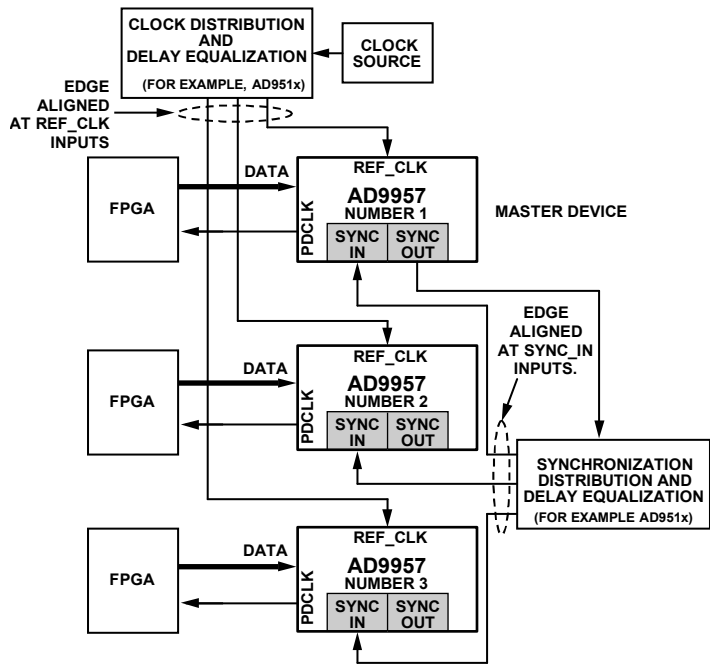 CLOCK DISTRIBUTION
AND
DELAY EQUALIZATION
(FOR EXAMPLE, AD951x)
CLOCK
SOURCE
EDGE
ALIGNED
AT REF_CLK
INPUTS
FPGA
DATA
PDCLK
REF_CLK
AD9957
NUMBER 1
SYNC
IN
SYNC
OUT
MASTER DEVICE
FPGA
DATA
PDCLK
REF_CLK
AD9957
NUMBER 2
SYNC
IN
SYNC
OUT
EDGE
ALIGNED
AT SYNC_IN
INPUTS.
SYNCHRONIZATION
DISTRIBUTION AND
DELAY EQUALIZATION
(FOR EXAMPLE AD951x)
FPGA
DATA
PDCLK
REF_CLK
AD9957
NUMBER 3
SYNC
IN
SYNC
OUT